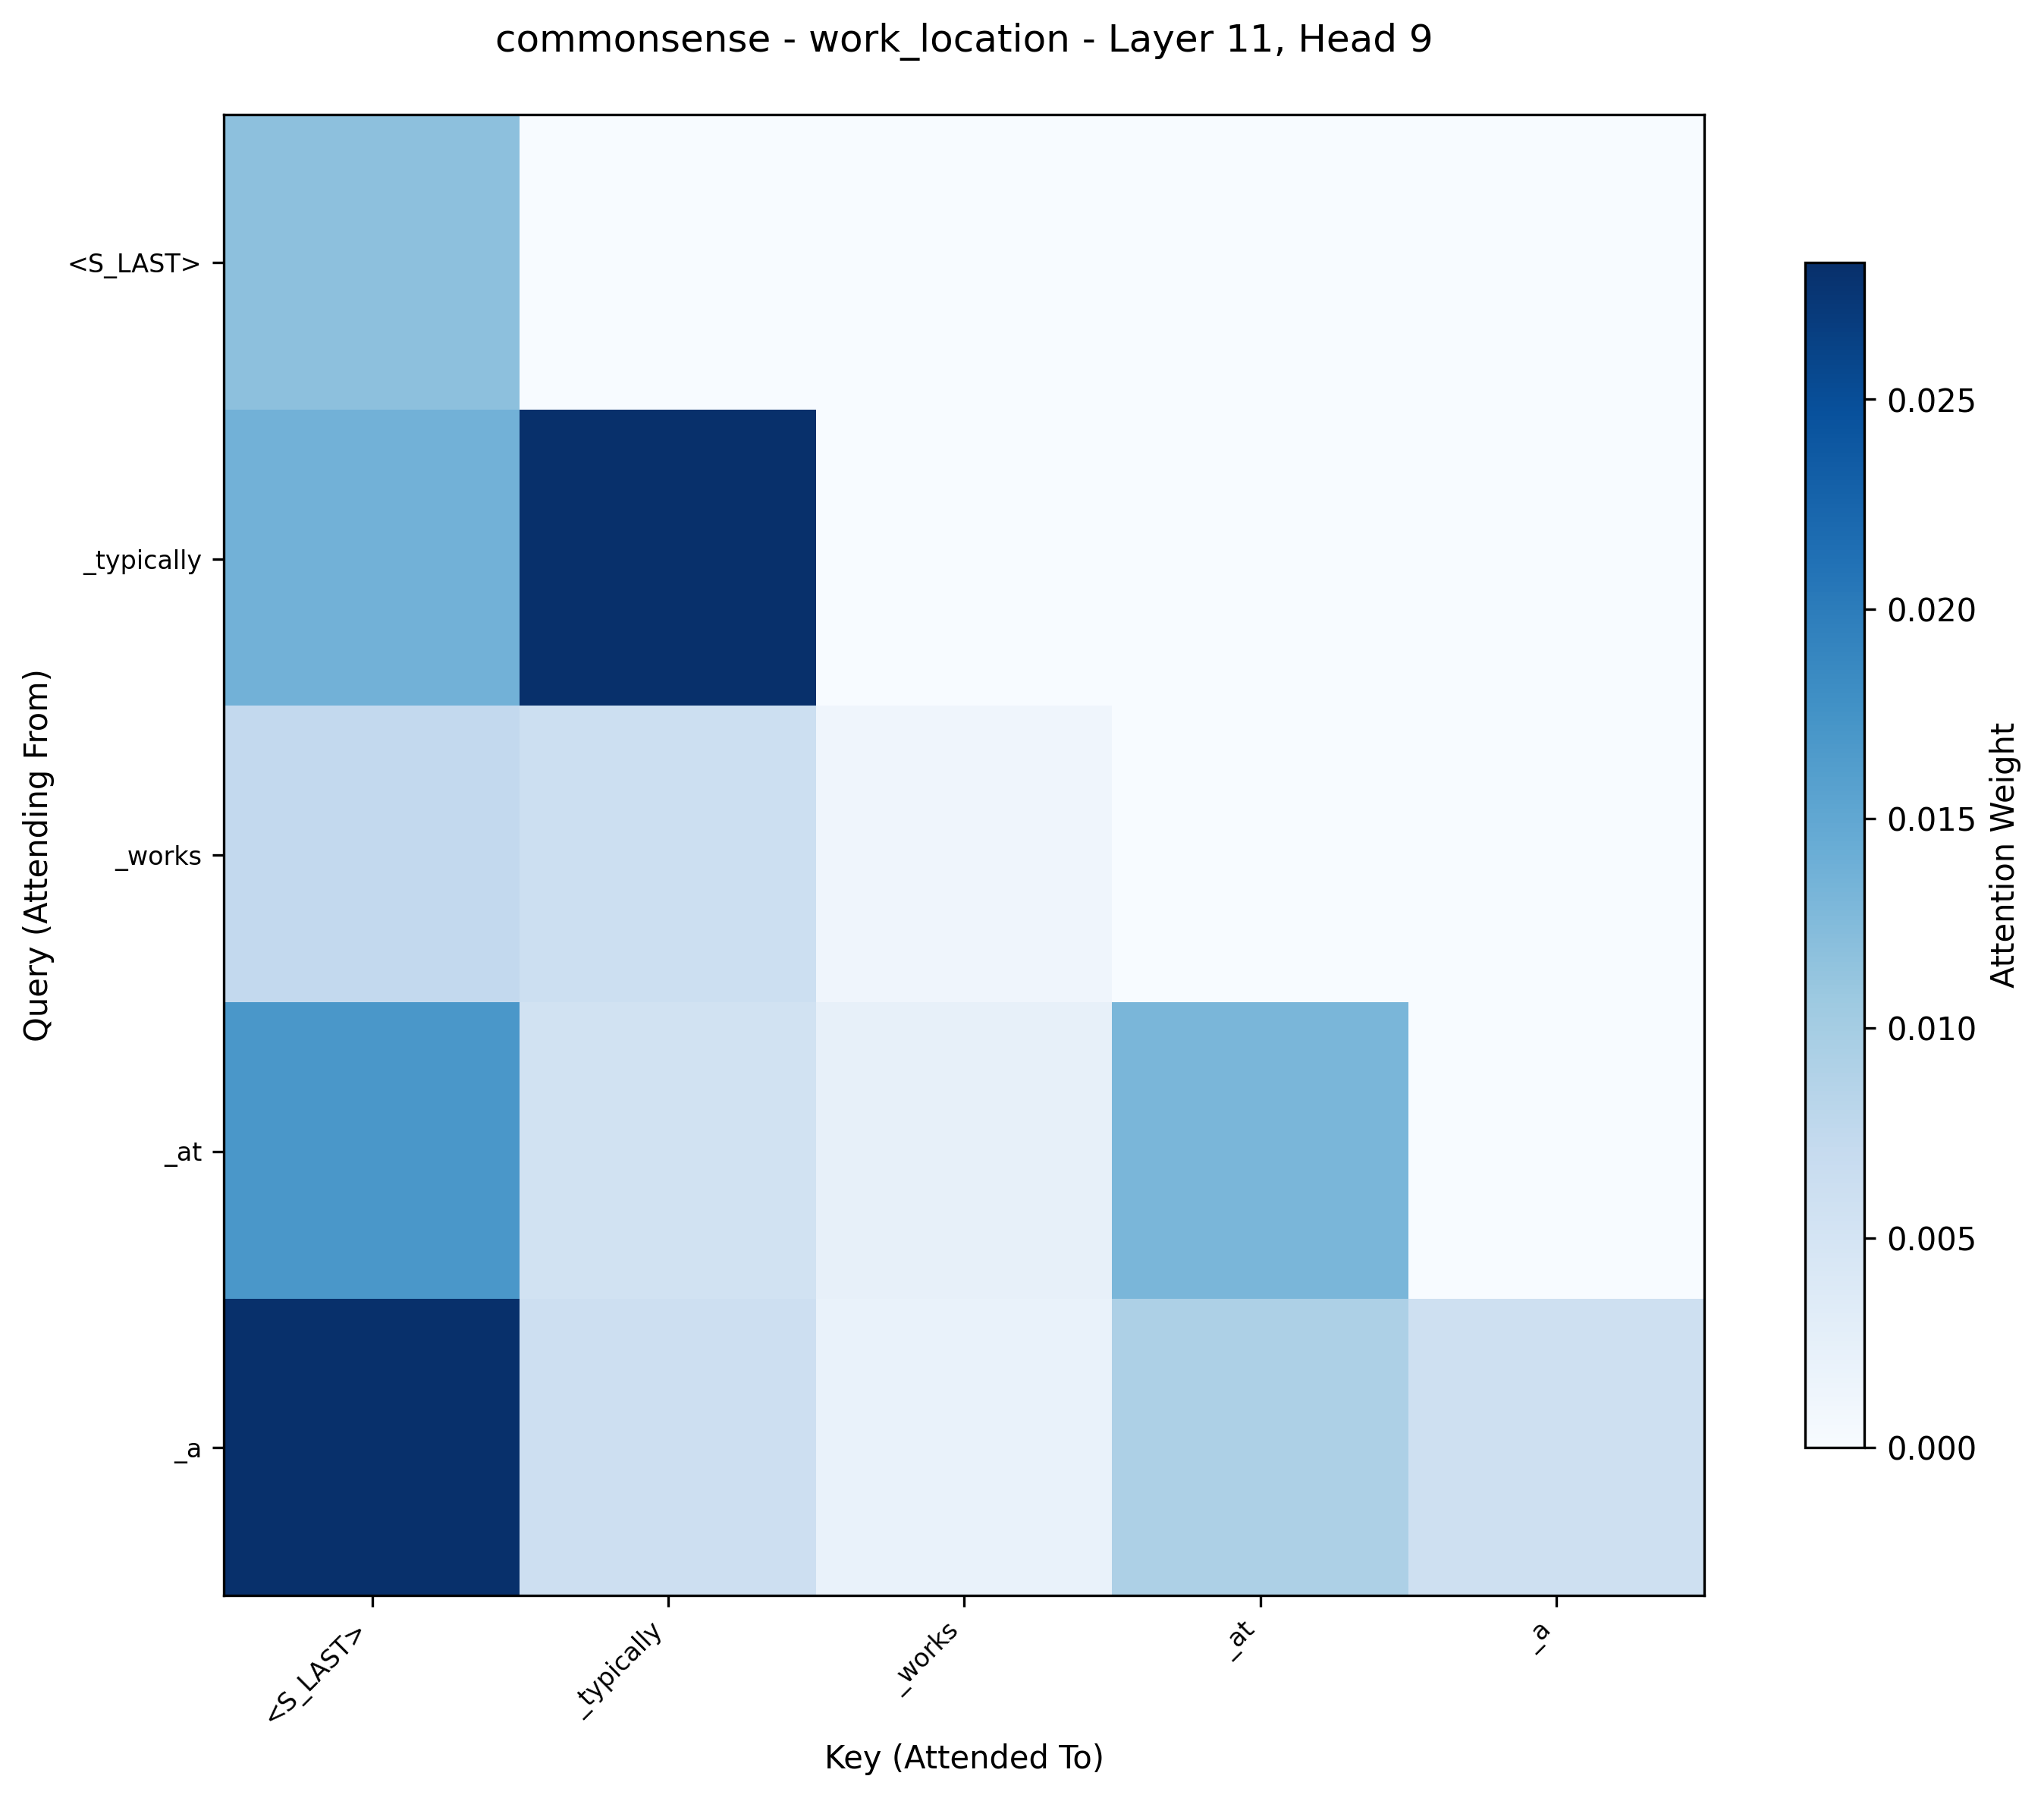 commonsense - work_location - Layer 11, Head 9
Query (Attending From)
<S_LAST>
_typically
_works
_at
_a
<S_LAST>
_typically
_works
_at
_a
Key (Attended To)
0.025
0.020
0.015
0.010
0.005
0.000
Attention Weight